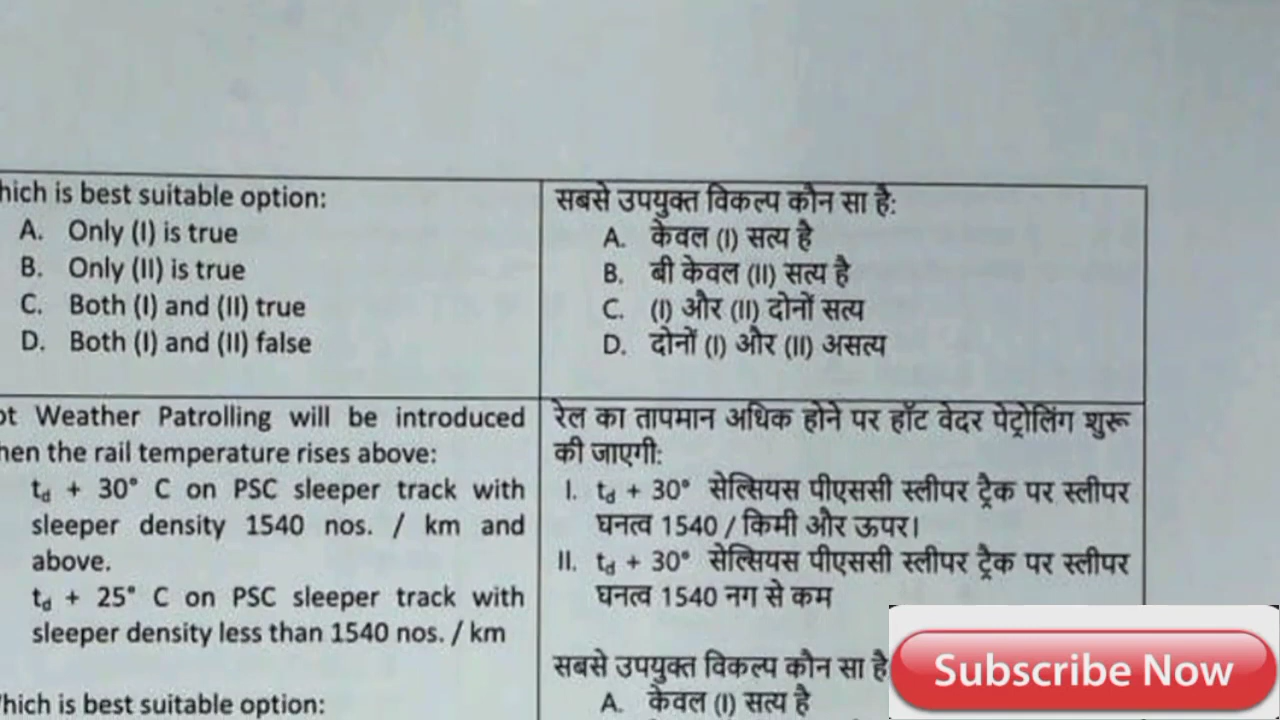 hich is best suitable option:
A. Only (I) is true
B. Only (II) is true
C. Both (I) and (II) true
D. Both (I) and (II) false
सबसे उपयुक्त विकल्प कौन सा है:
A. केवल (I) सत्य है
B. बी केवल (II) सत्य है
C. (I) और (II) दोनों सत्य
D. दोनों (I) और (II) असत्य
ot Weather Patrolling will be introduced
hen the rail temperature rises above:
td + 30° C on PSC sleeper track with
sleeper density 1540 nos. / km and
above.
td + 25° C on PSC sleeper track with
sleeper density less than 1540 nos. / km
hich is best suitable option:
रेल का तापमान अधिक होने पर हॉट वेदर पेट्रोलिंग शुरू
की जाएगी:
I. td + 30° सेल्सियस पीएससी स्लीपर ट्रैक पर स्लीपर
घनत्व 1540 / किमी और ऊपर।
II. td + 30° सेल्सियस पीएससी स्लीपर ट्रैक पर स्लीपर
घनत्व 1540 नग से कम
सबसे उपयुक्त विकल्प कौन सा है
A. केवल (I) सत्य है
Subscribe Now